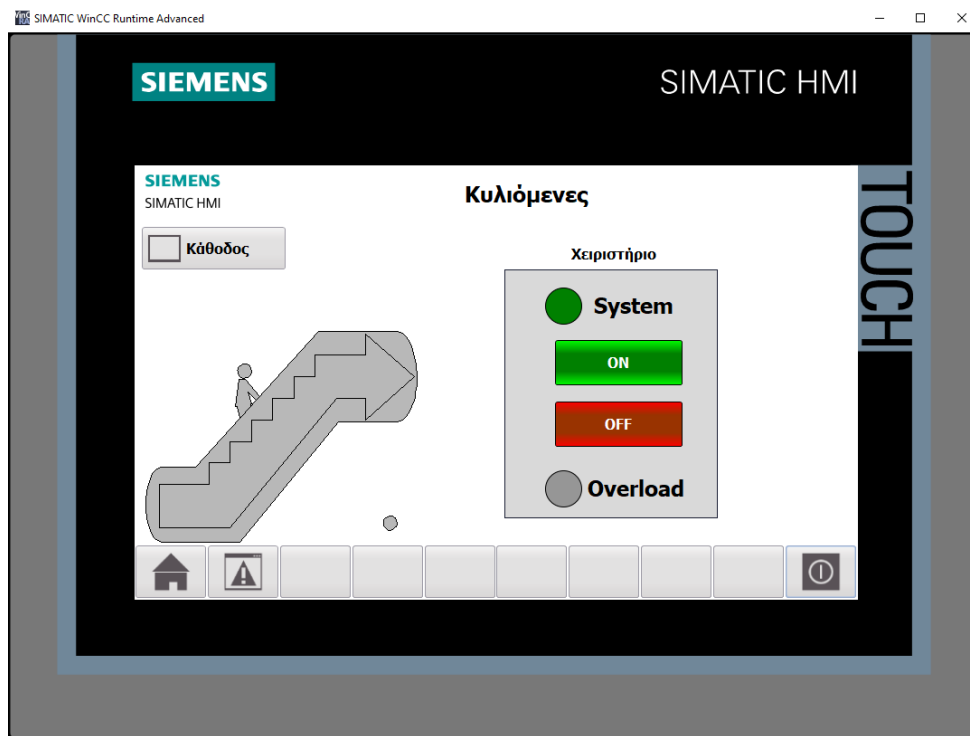 SIMATIC WinCC Runtime Advanced
SIEMENS
SIMATIC HMI
TOUCH
SIEMENS
SIMATIC HMI
Κυλιόμενες
Κάθοδος
Χειριστήριο
System
ON
OFF
Overload